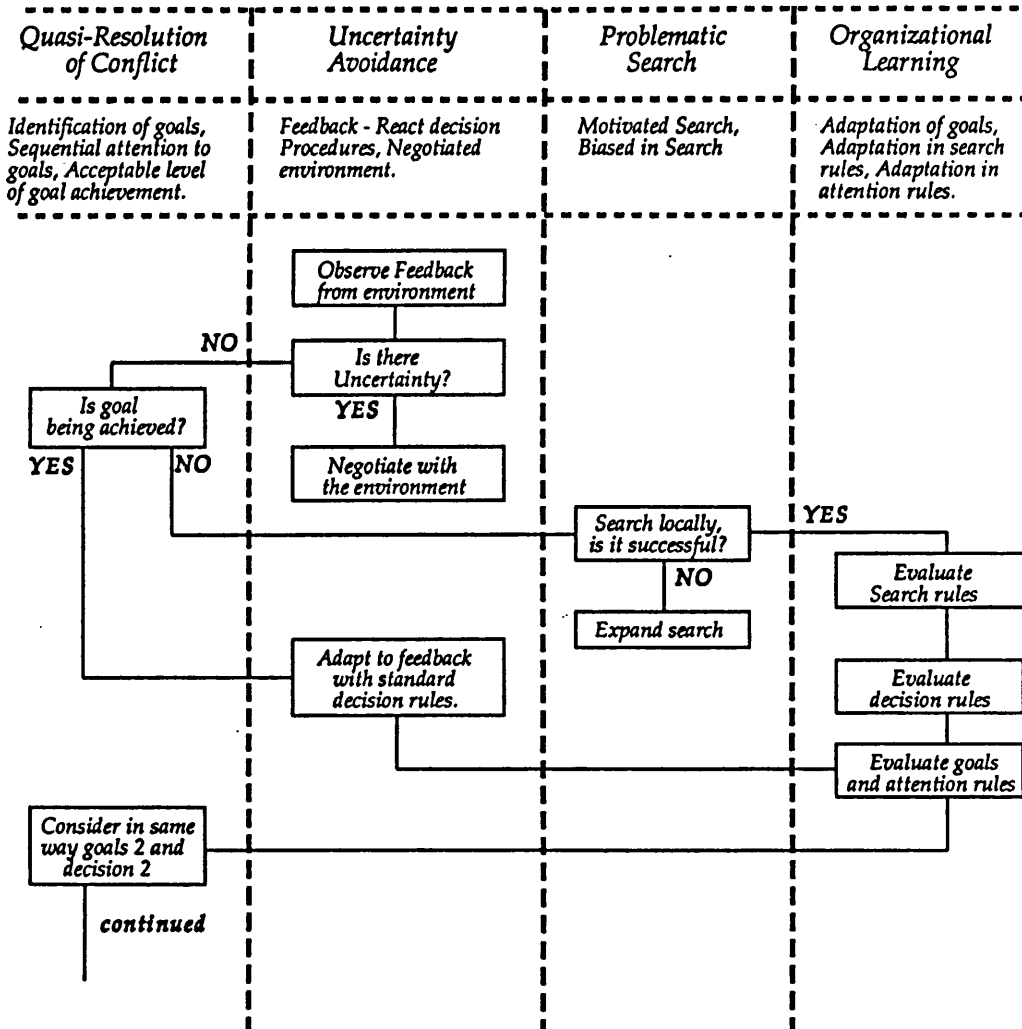 Quasi-Resolution
of Conflict
Uncertainty
Avoidance
Problematic
Search
Organizational
Learning
Identification of goals,
Sequential attention to
goals, Acceptable level
of goal achievement.
Feedback - React decision
Procedures, Negotiated
environment.
Motivated Search,
Biased in Search
Adaptation of goals,
Adaptation in search
rules, Adaptation in
attention rules.
Observe Feedback
from environment
NO
Is there
Uncertainty?
YES
Is goal
being achieved?
YES
NO
Negotiate with
the environment
Search locally,
is it successful?
YES
NO
Evaluate
Search rules
Expand search
Adapt to feedback
with standard
decision rules.
Evaluate
decision rules
Evaluate goals
and attention rules
Consider in same
way goals 2 and
decision 2
continued